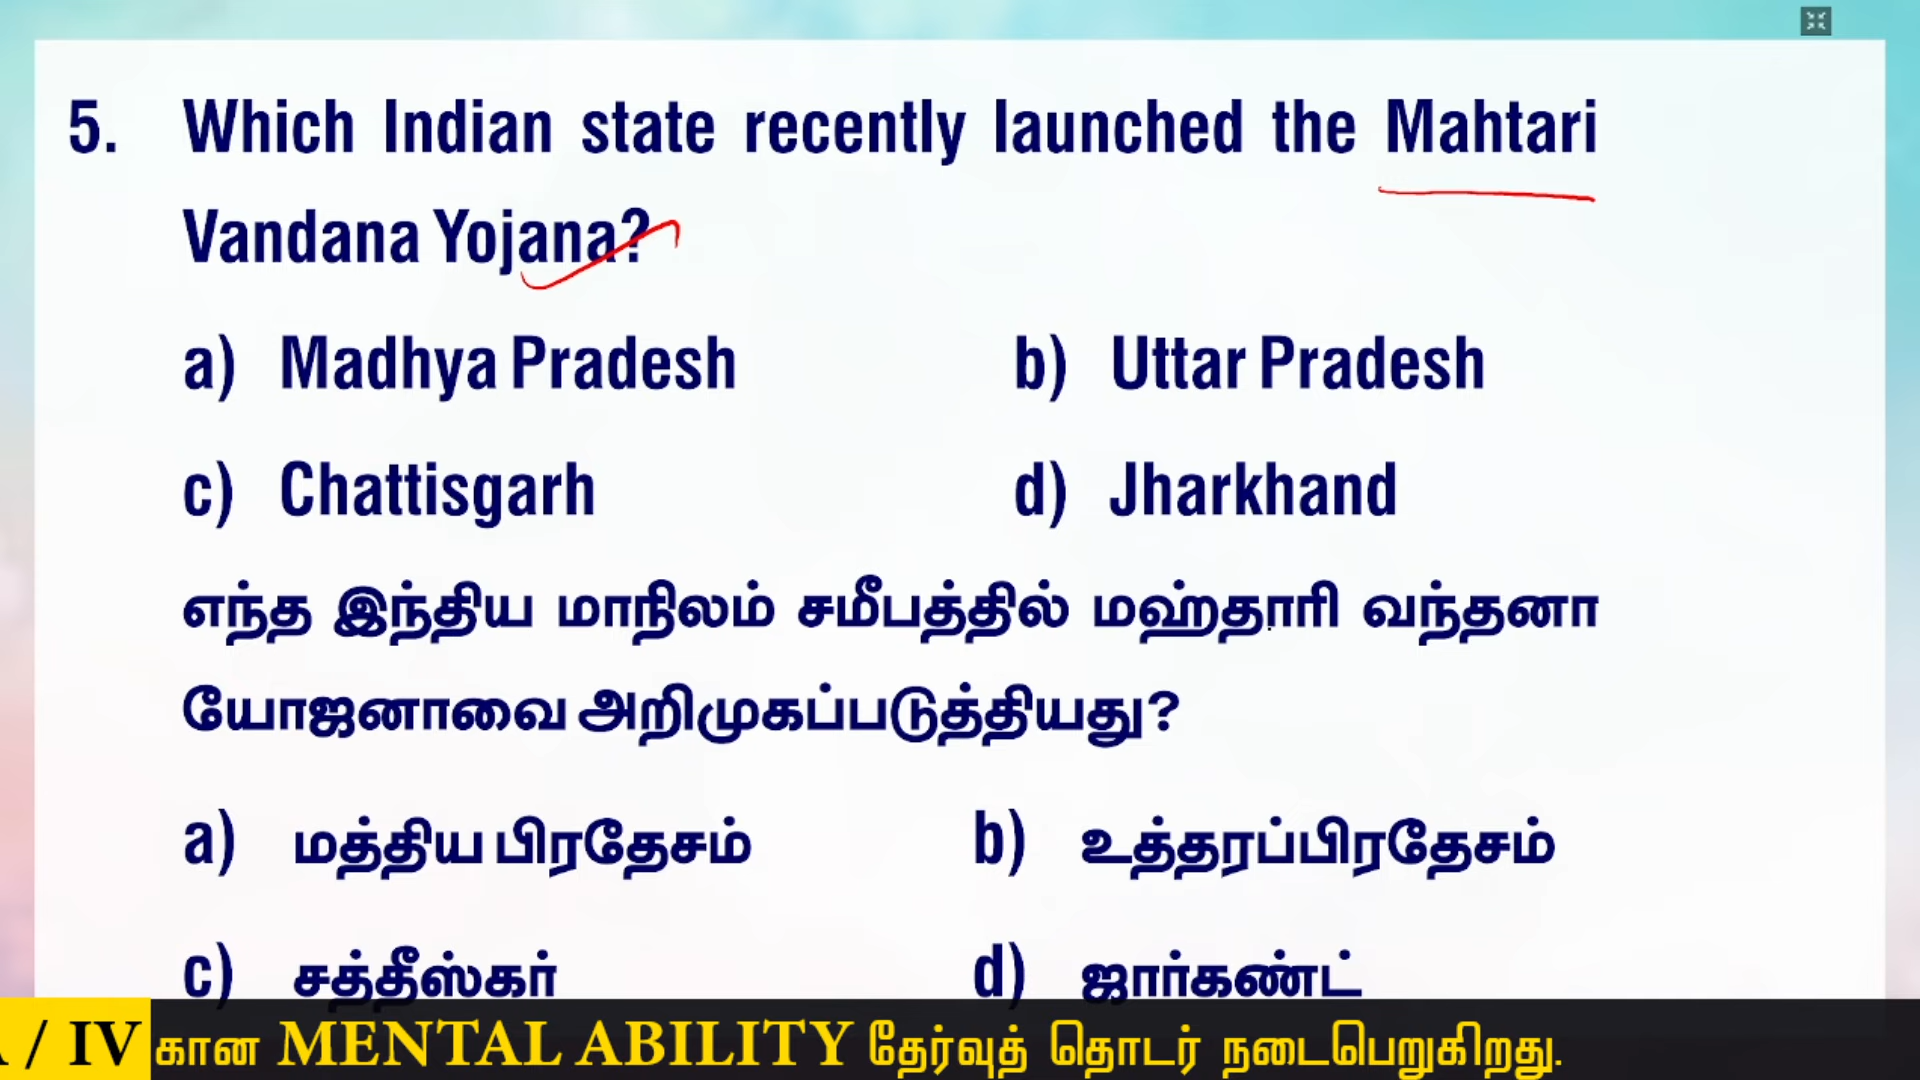 5. Which Indian state recently launched the Mahtari
Vandana Yojana?
a) Madhya Pradesh b) Uttar Pradesh
c) Chattisgarh d) Jharkhand
எந்த இந்திய மாநிலம் சமீபத்தில் மஹ்தாரி வந்தனா
யோஜனாவை அறிமுகப்படுத்தியது?
a) மத்திய பிரதேசம் b) உத்தரப்பிரதேசம்
c) சத்தீஸ்கர் d) ஜார்கண்ட்
/ IV கான MENTAL ABILITY தேர்வுத் தொடர் நடைபெறுகிறது.